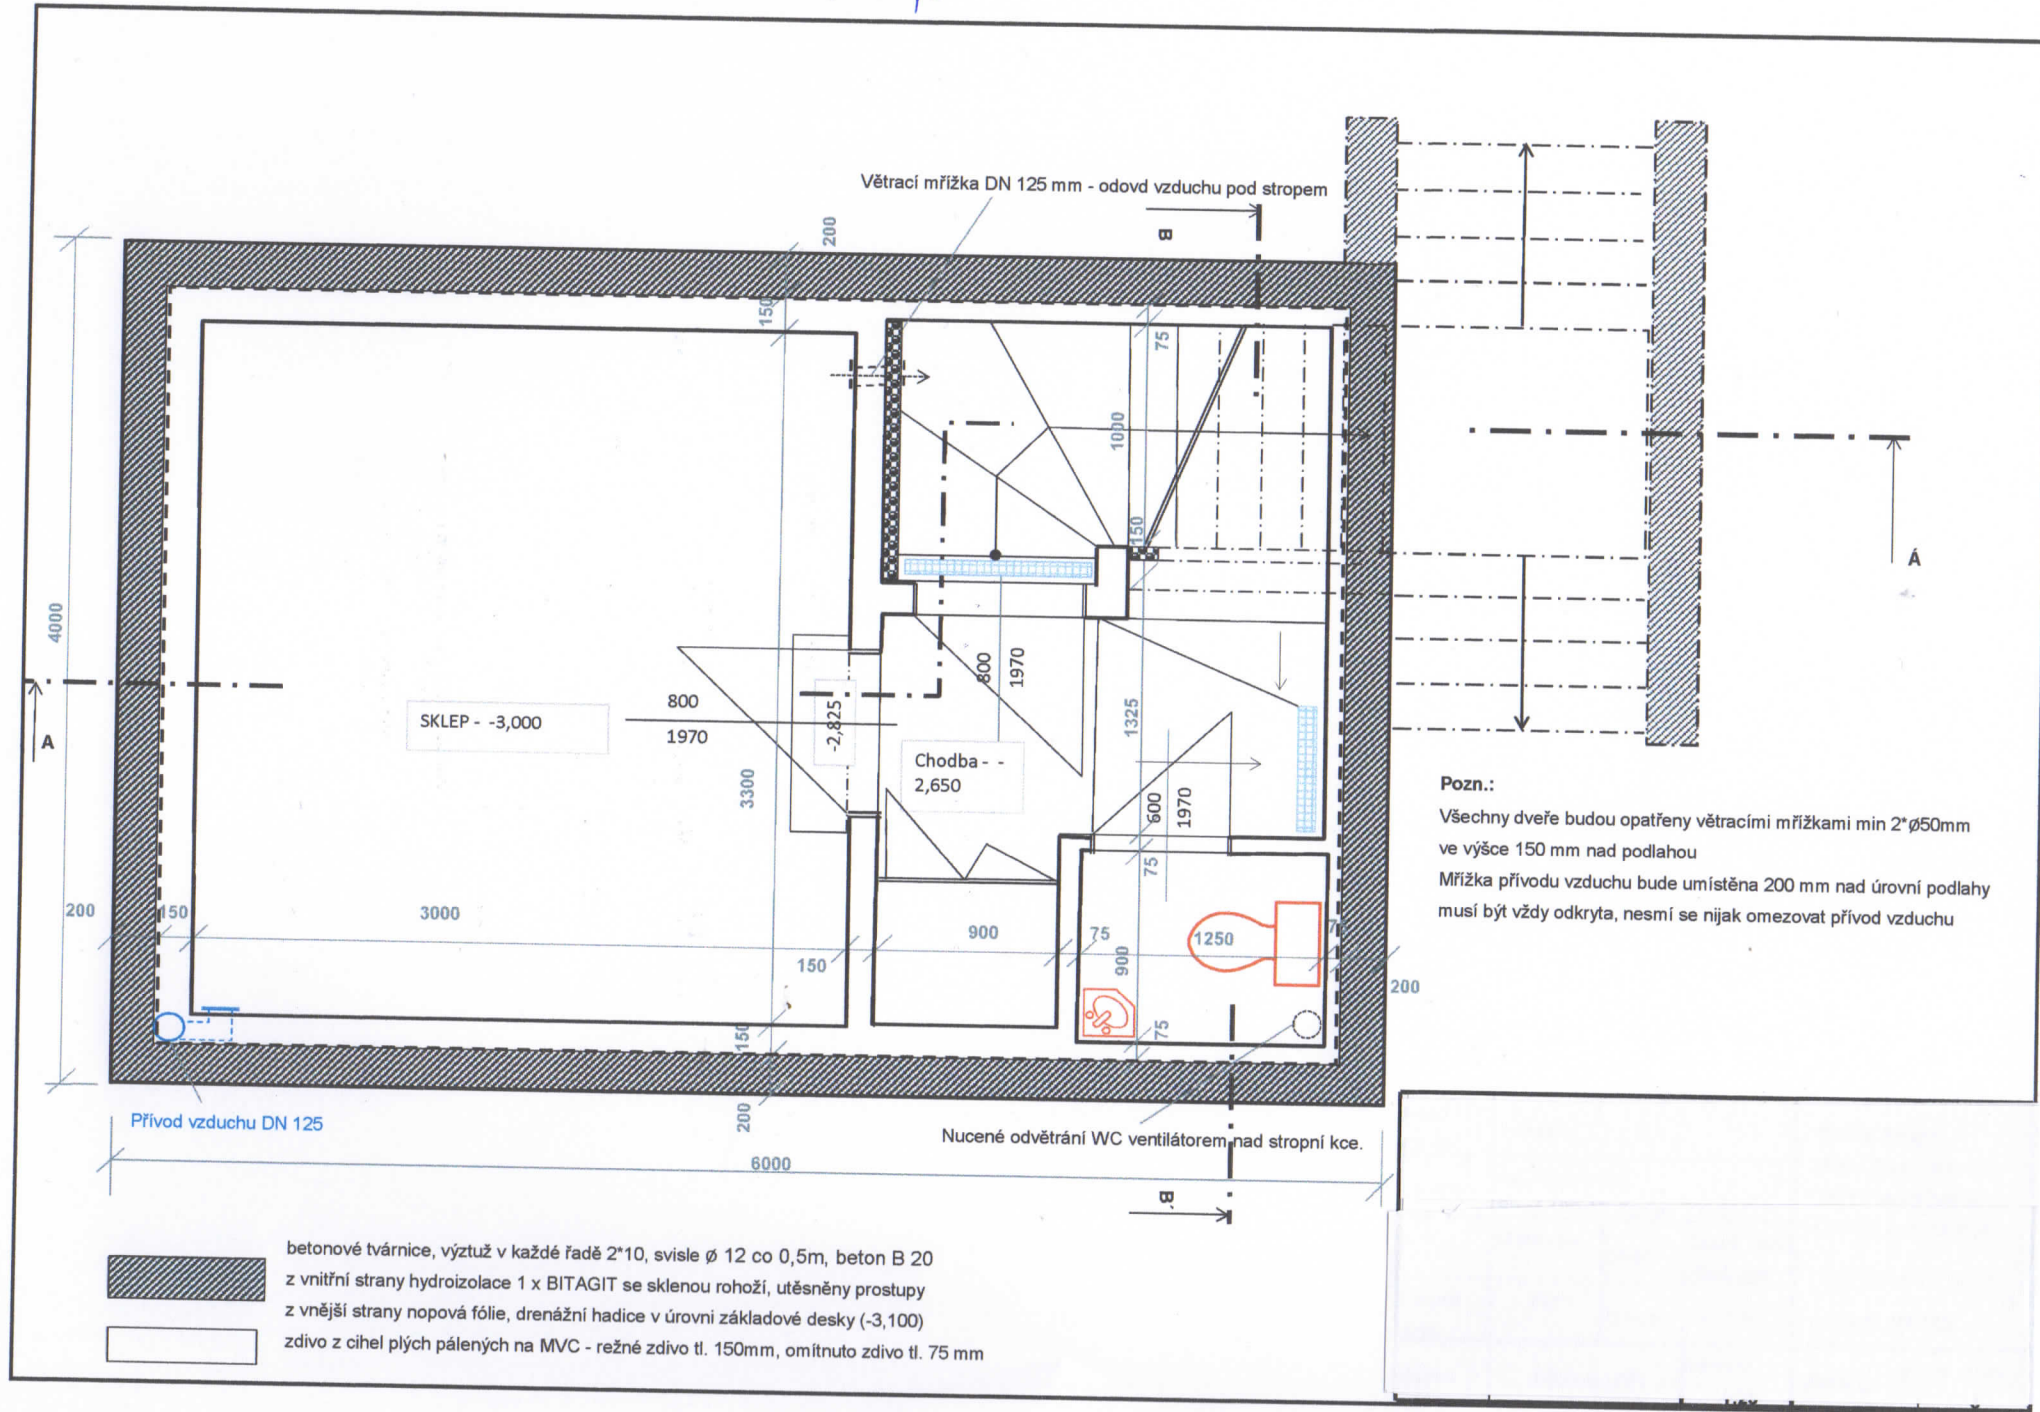 Větrací mřížka DN 125 mm - odovd vzduchu pod stropem
B
200
150
75
1000
150
4000
800
1970
SKLEP - -3,000
800
1970
-2,825
1325
Á
A
Chodba - -
2,650
3300
600
1970
Pozn.:
Všechny dveře budou opatřeny větracími mřížkami min 2*ø50mm
ve výšce 150 mm nad podlahou
Mřížka přívodu vzduchu bude umístěna 200 mm nad úrovní podlahy
musí být vždy odkryta, nesmí se nijak omezovat přívod vzduchu
75
200
150
3000
150
900
75
900
1250
200
75
150
Přívod vzduchu DN 125
200
Nucené odvětrání WC ventilátorem nad stropní kce.
6000
B´
betonové tvárnice, výztuž v každé řadě 2*10, svisle ø 12 co 0,5m, beton B 20
z vnitřní strany hydroizolace 1 x BITAGIT se sklenou rohoží, utěsněny prostupy
z vnější strany nopová fólie, drenážní hadice v úrovni základové desky (-3,100)
zdivo z cihel plých pálených na MVC - režné zdivo tl. 150mm, omítnuto zdivo tl. 75 mm